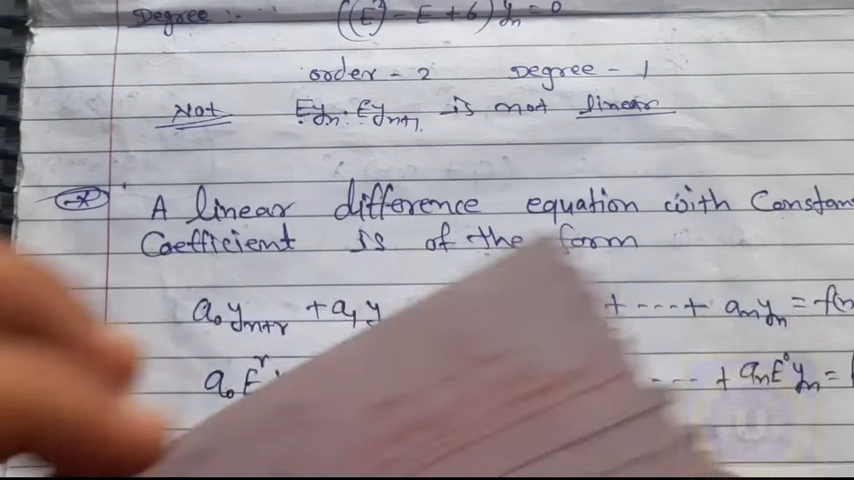 Degree :- ((E² - E + 6) yₙ = 0
order - 2 Degree - 1
Not Eyₙ . Eyₙ₊₁ is not linear
* A linear difference equation with Constan
Coefficient is of the form
a₀yₙ₊ᵣ + a₁y + ---- + aₙyₙ = f(n
a₀Eʳ ---- + aₙE⁰yₙ =